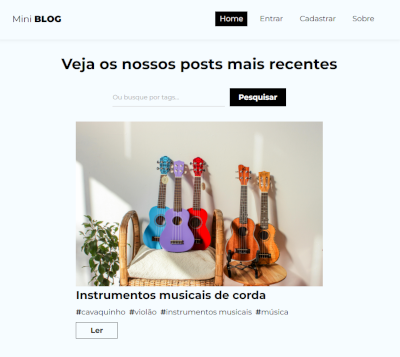 Mini BLOG Home Entrar Cadastrar Sobre
Veja os nossos posts mais recentes
Ou busque por tags... Pesquisar
Instrumentos musicais de corda
#cavaquinho #violão #instrumentos musicais #música
Ler